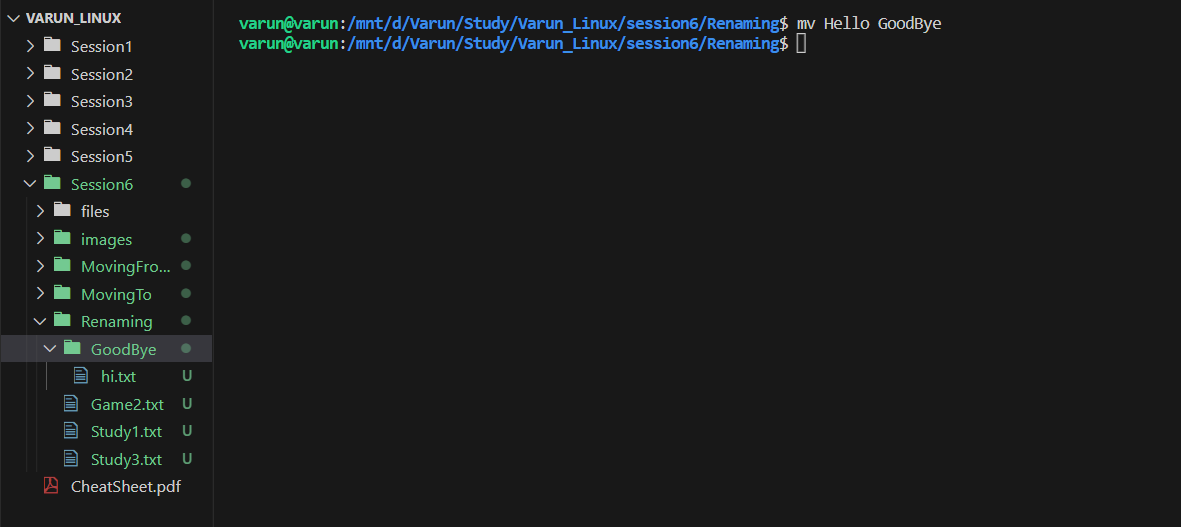 VARUN_LINUX
Session1
Session2
Session3
Session4
Session5
Session6
files
images
MovingFro...
MovingTo
Renaming
GoodBye
hi.txt U
Game2.txt U
Study1.txt U
Study3.txt U
CheatSheet.pdf
varun@varun:/mnt/d/Varun/Study/Varun_Linux/session6/Renaming$ mv Hello GoodBye
varun@varun:/mnt/d/Varun/Study/Varun_Linux/session6/Renaming$